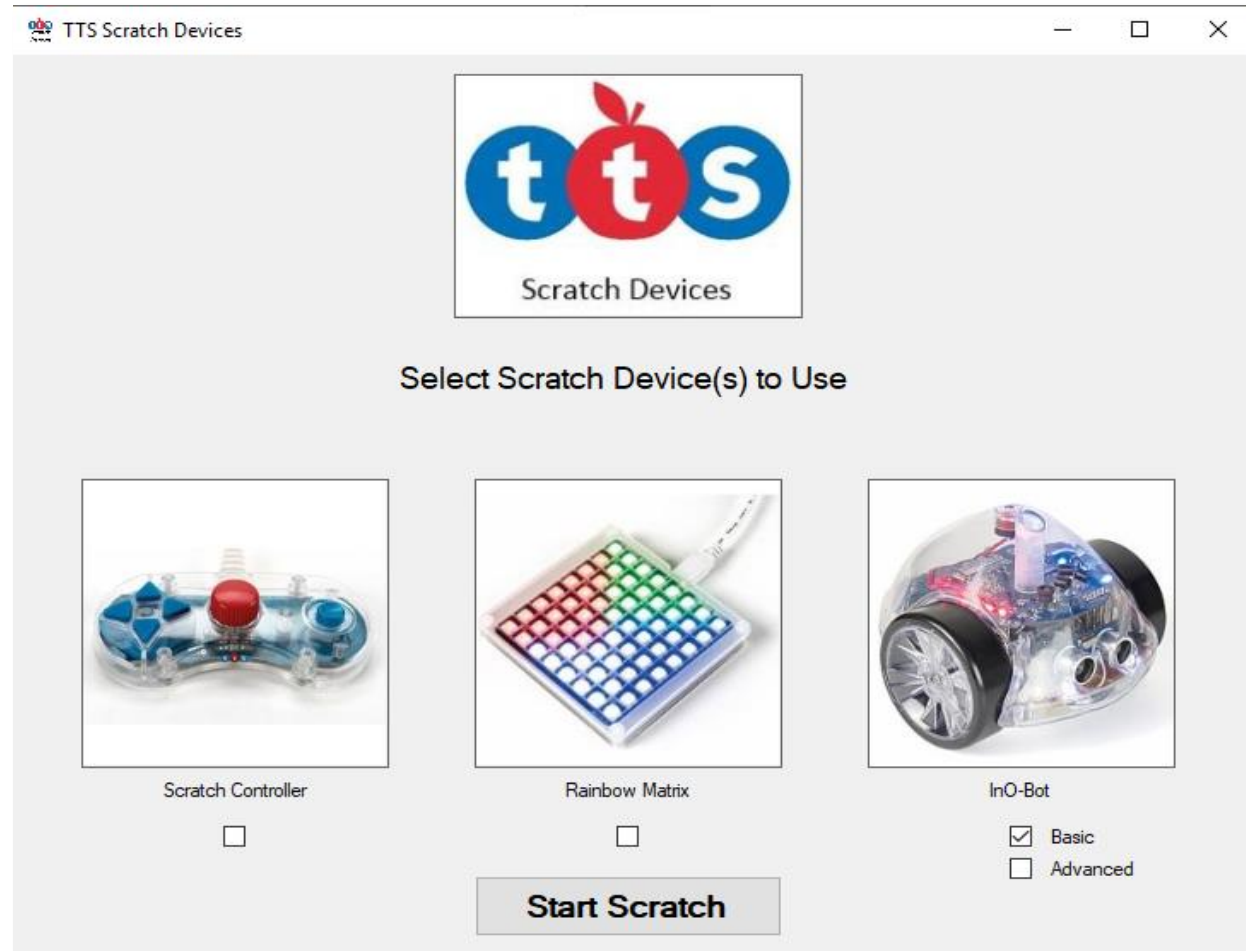 TTS Scratch Devices
tts
Scratch Devices
Select Scratch Device(s) to Use
Scratch Controller
Rainbow Matrix
InO-Bot
Basic
Advanced
Start Scratch